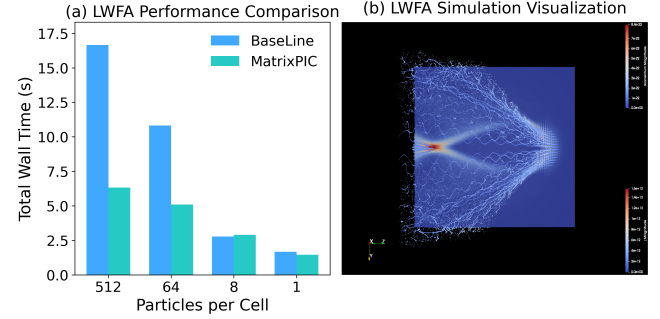 (a) LWFA Performance Comparison
17.5
15.0
12.5
10.0
7.5
5.0
2.5
0.0
Total Wall Time (s)
BaseLine
MatrixPIC
512 64 8 1
Particles per Cell
(b) LWFA Simulation Visualization
X Z
Y